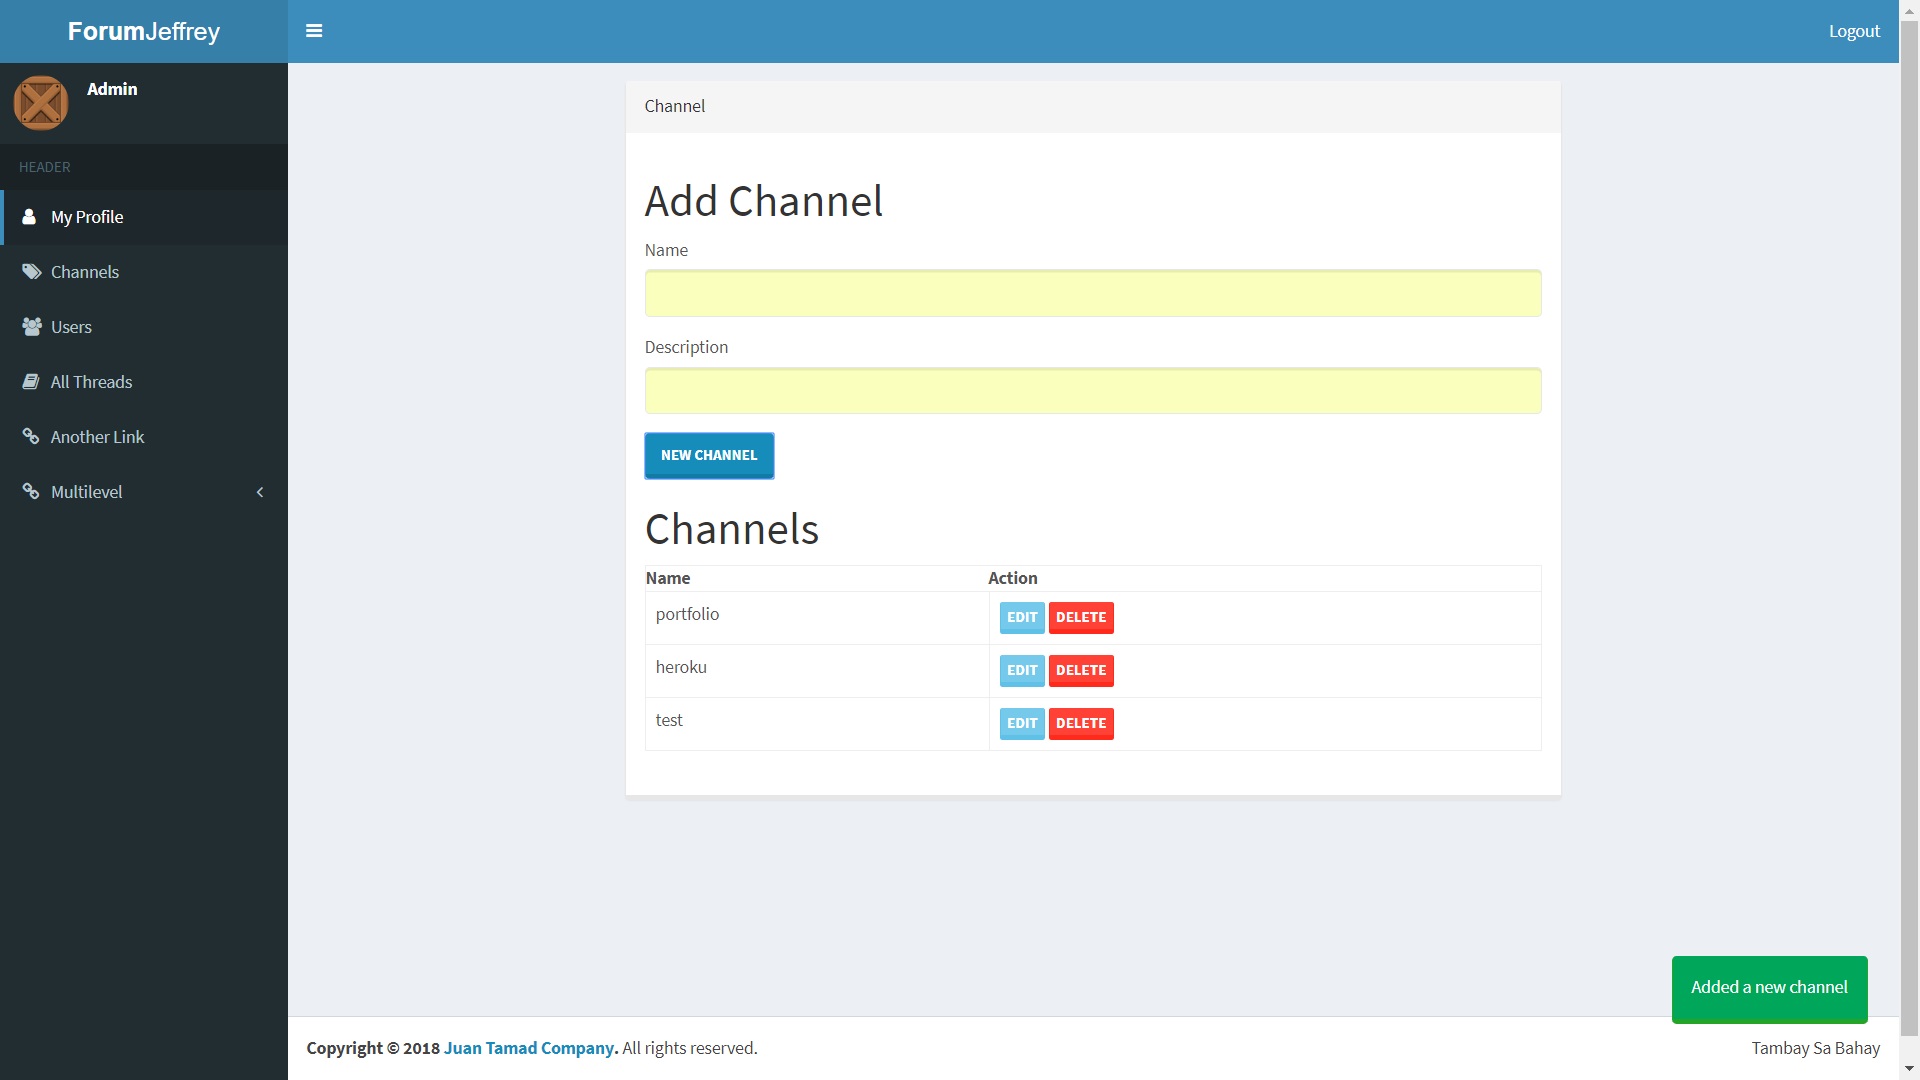 ForumJeffrey
Logout
Admin
HEADER
My Profile
Channels
Users
All Threads
Another Link
Multilevel
Channel
Add Channel
Name
Description
NEW CHANNEL
Channels
Name Action
portfolio EDIT DELETE
heroku EDIT DELETE
test EDIT DELETE
Added a new channel
Copyright © 2018 Juan Tamad Company. All rights reserved.
Tambay Sa Bahay